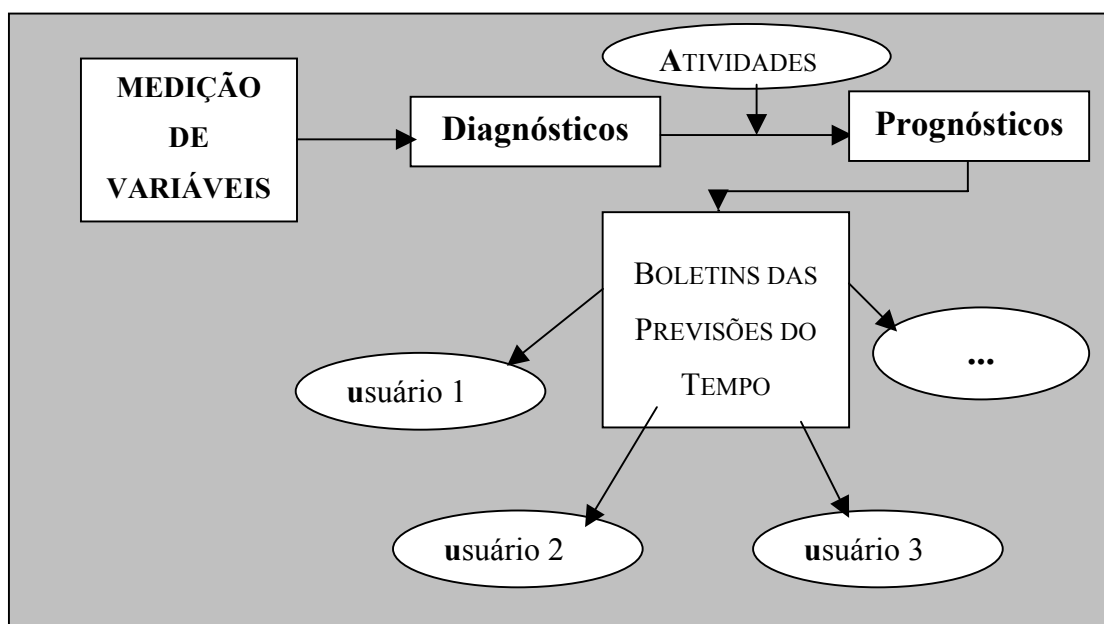 MEDIÇÃO
DE
VARIÁVEIS
Diagnósticos
ATIVIDADES
Prognósticos
BOLETINS DAS
PREVISÕES DO
TEMPO
usuário 1
usuário 2
usuário 3
...